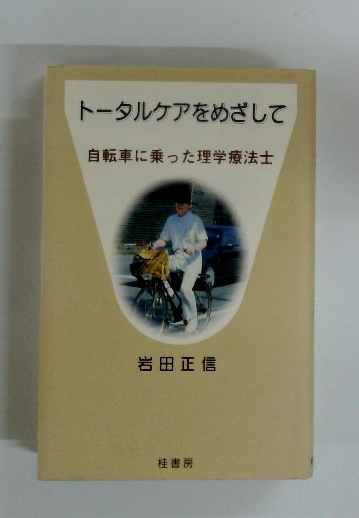 トータルケアをめざして
自転車に乗った理学療法士
岩田正信
桂書房